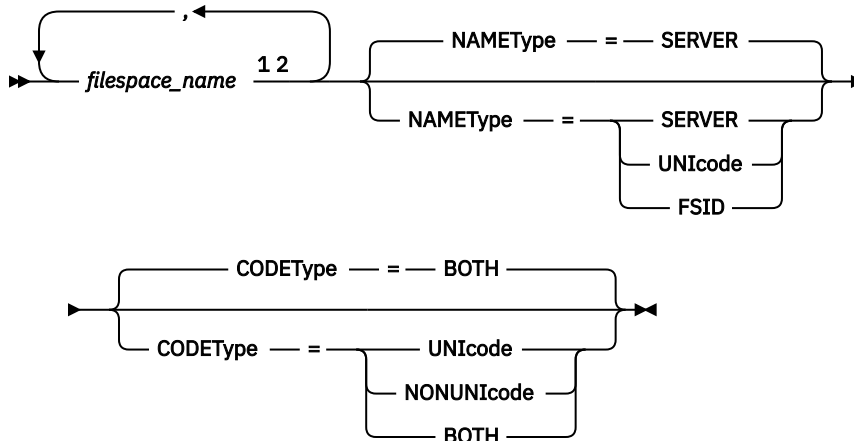 ,
NAMEType = SERVER
filespace_name 1 2
NAMEType = SERVER
UNIcode
FSID
CODEType = BOTH
CODEType = UNIcode
NONUNIcode
BOTH